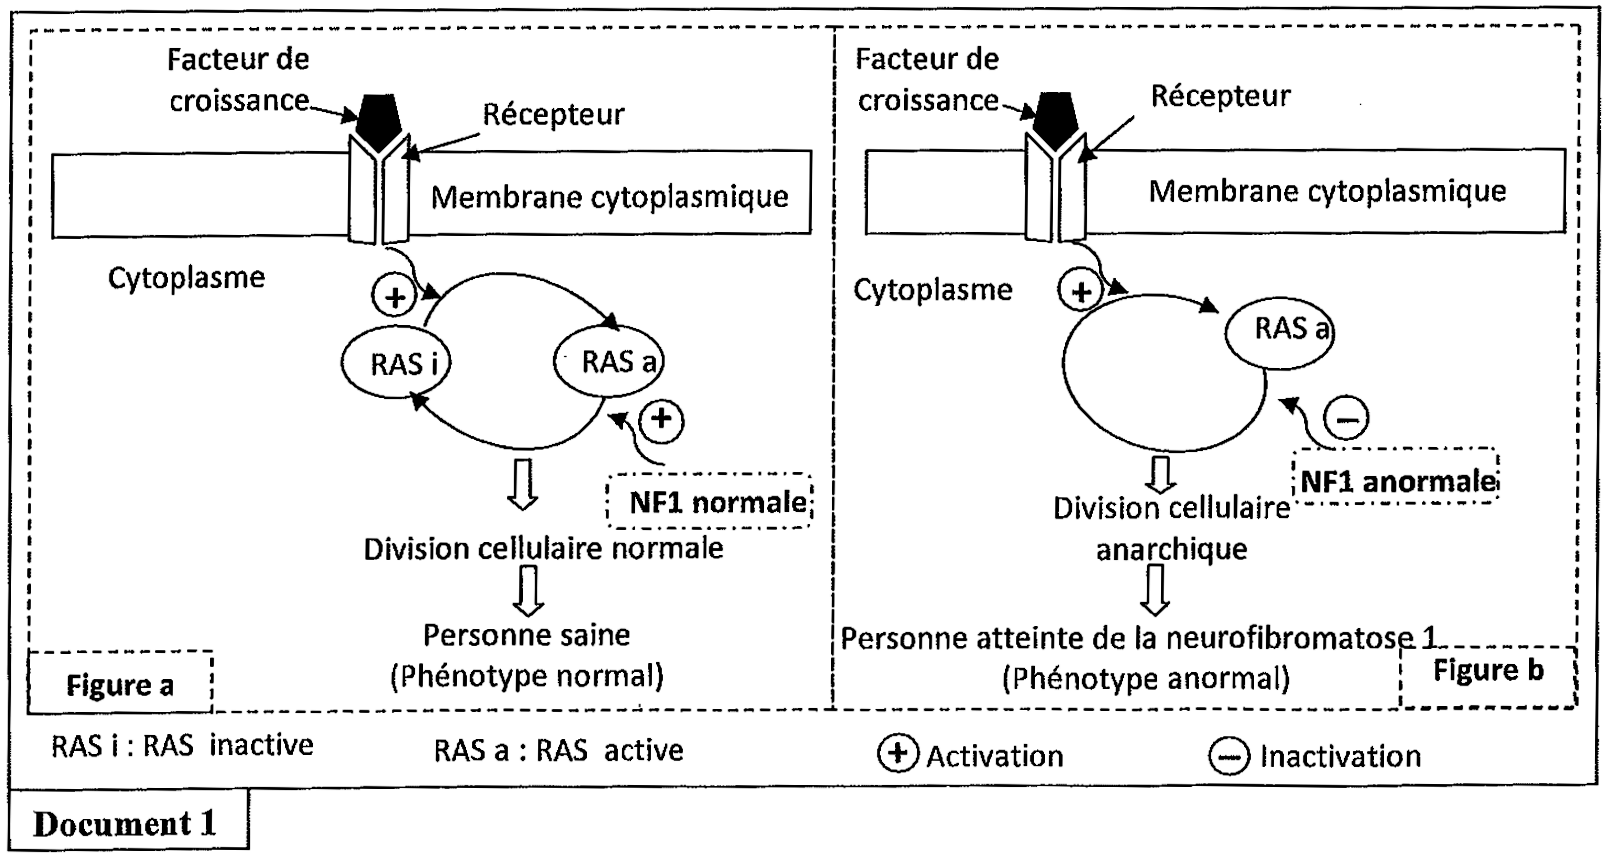 Facteur de
croissance
Récepteur
Membrane cytoplasmique
Cytoplasme
+
RAS i
RAS a
+
NF1 normale
Division cellulaire normale
Personne saine
(Phénotype normal)
Figure a
Facteur de
croissance
Récepteur
Membrane cytoplasmique
Cytoplasme
+
RAS a
−
NF1 anormale
Division cellulaire
anarchique
Personne atteinte de la neurofibromatose 1
(Phénotype anormal)
Figure b
RAS i : RAS inactive
RAS a : RAS active
+ Activation
− Inactivation
Document 1